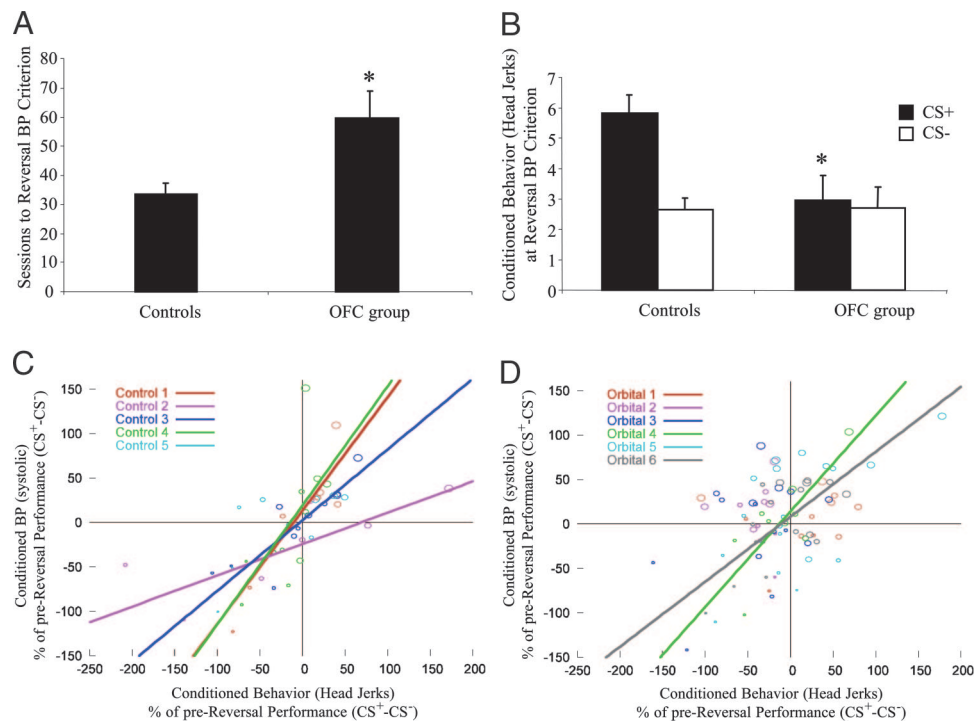 A
Sessions to Reversal BP Criterion
80
70
60
50
40
30
20
10
0
*
Controls
OFC group
B
Conditioned Behavior (Head Jerks)
at Reversal BP Criterion
7
6
5
4
3
2
1
0
*
CS+
CS-
Controls
OFC group
C
Conditioned BP (systolic)
% of pre-Reversal Performance (CS⁺-CS⁻)
150
100
50
0
-50
-100
-150
Control 1
Control 2
Control 3
Control 4
Control 5
-250 -200 -150 -100 -50 0 50 100 150 200
Conditioned Behavior (Head Jerks)
% of pre-Reversal Performance (CS⁺-CS⁻)
D
Conditioned BP (systolic)
% of pre-Reversal Performance (CS⁺-CS⁻)
150
100
50
0
-50
-100
-150
Orbital 1
Orbital 2
Orbital 3
Orbital 4
Orbital 5
Orbital 6
-250 -200 -150 -100 -50 0 50 100 150 200
Conditioned Behavior (Head Jerks)
% of pre-Reversal Performance (CS⁺-CS⁻)